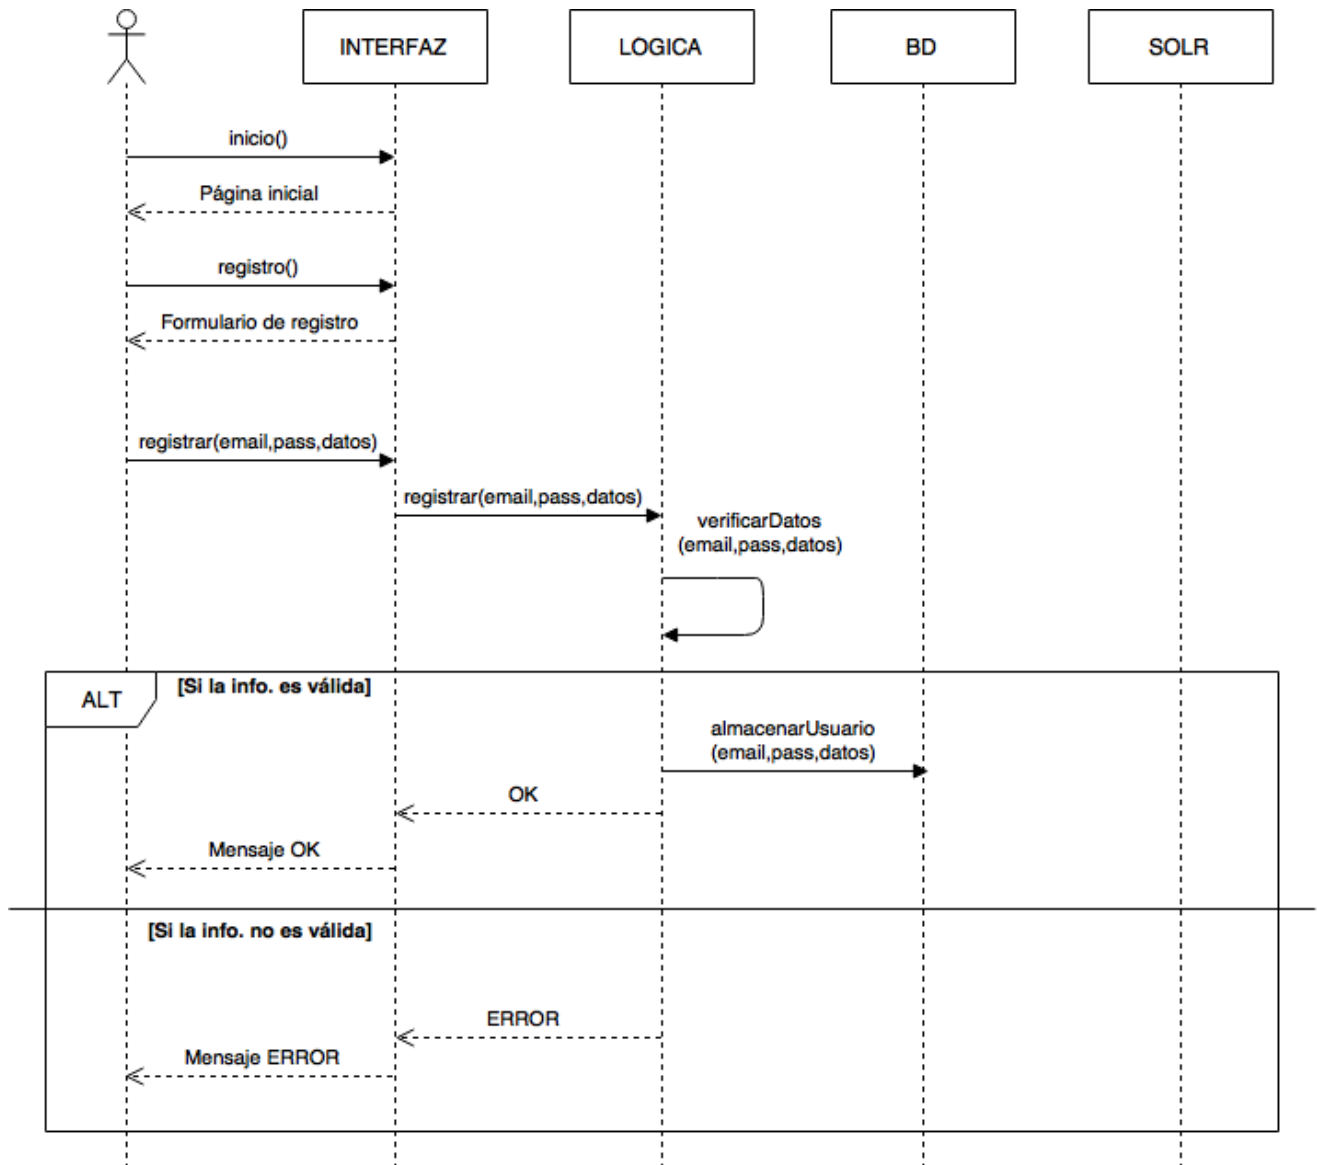 INTERFAZ
LOGICA
BD
SOLR
inicio()
Página inicial
registro()
Formulario de registro
registrar(email,pass,datos)
registrar(email,pass,datos)
verificarDatos
(email,pass,datos)
ALT
[Si la info. es válida]
almacenarUsuario
(email,pass,datos)
OK
Mensaje OK
[Si la info. no es válida]
ERROR
Mensaje ERROR